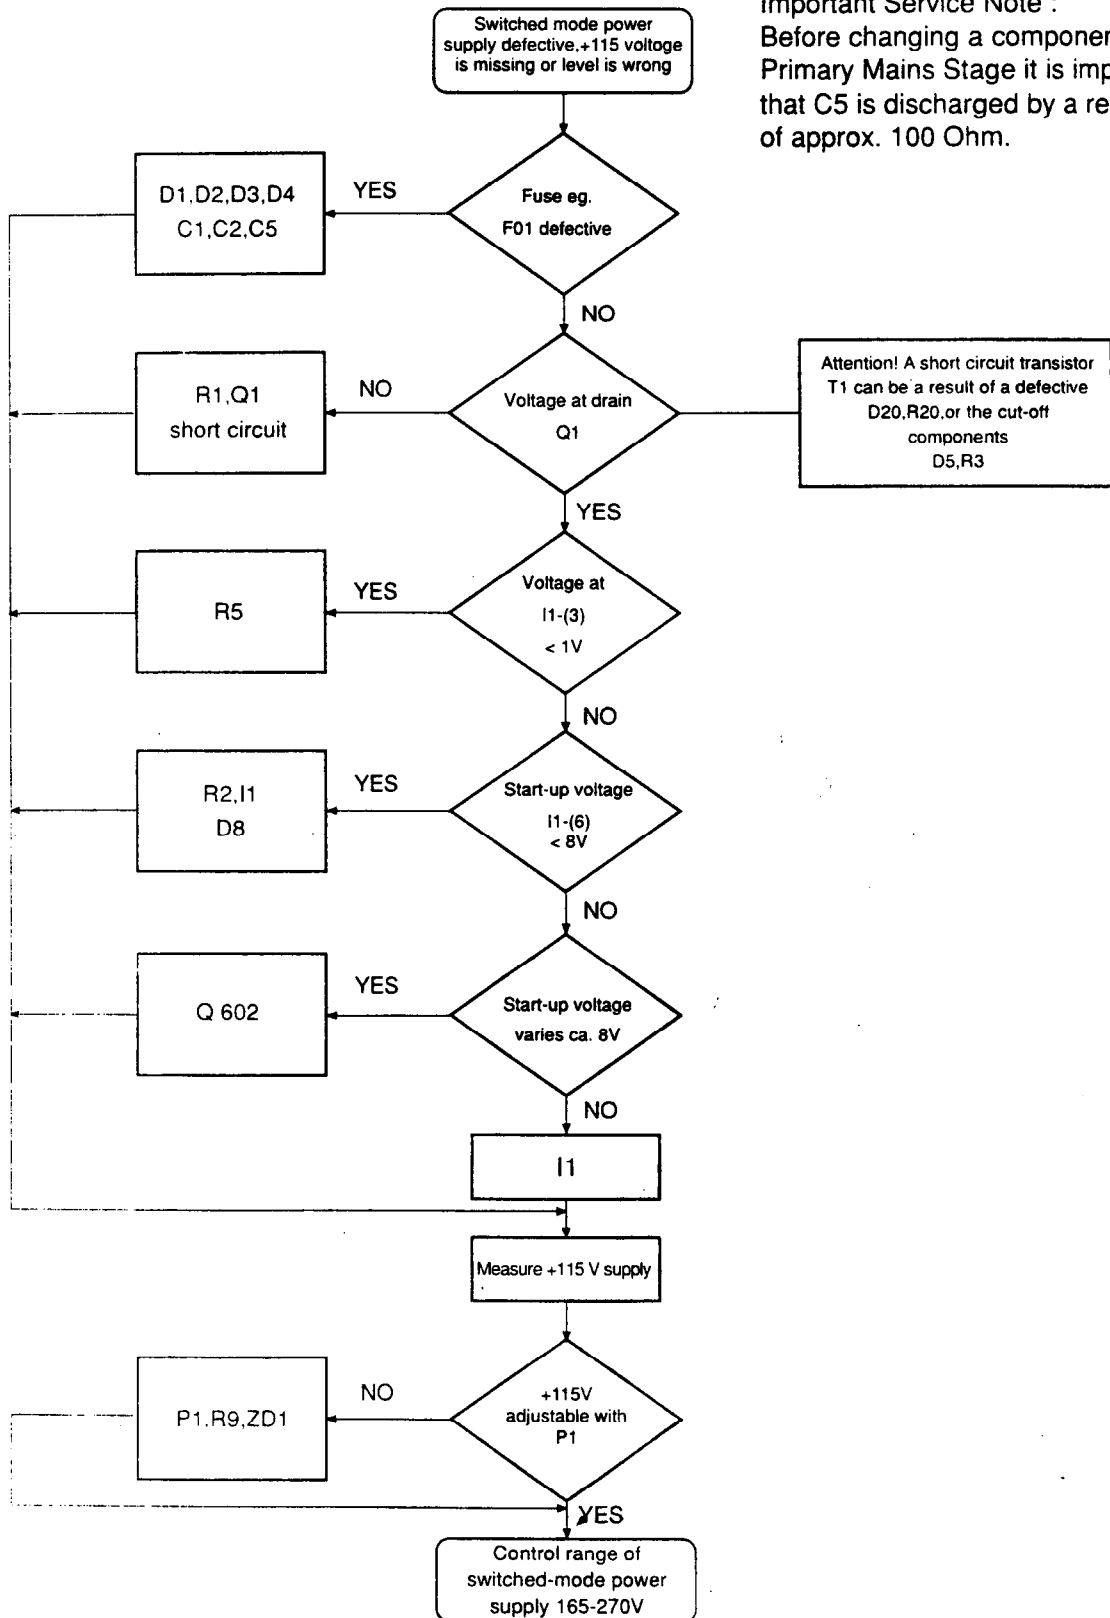 Important Service Note :
Before changing a componen
Primary Mains Stage it is imp
that C5 is discharged by a re
of approx. 100 Ohm.
Switched mode power
supply defective,+115 voltoge
is missing or level is wrong
Fuse eg.
F01 defective
YES
D1,D2,D3,D4
C1,C2,C5
NO
Voltage at drain
Q1
NO
R1,Q1
short circuit
Attention! A short circuit transistor
T1 can be a result of a defective
D20,R20,or the cut-off
components
D5,R3
YES
Voltage at
I1-(3)
< 1V
YES
R5
NO
Start-up voltage
I1-(6)
< 8V
YES
R2,I1
D8
NO
Start-up voltage
varies ca. 8V
YES
Q 602
NO
I1
Measure +115 V supply
+115V
adjustable with
P1
NO
P1,R9,ZD1
YES
Control range of
switched-mode power
supply 165-270V